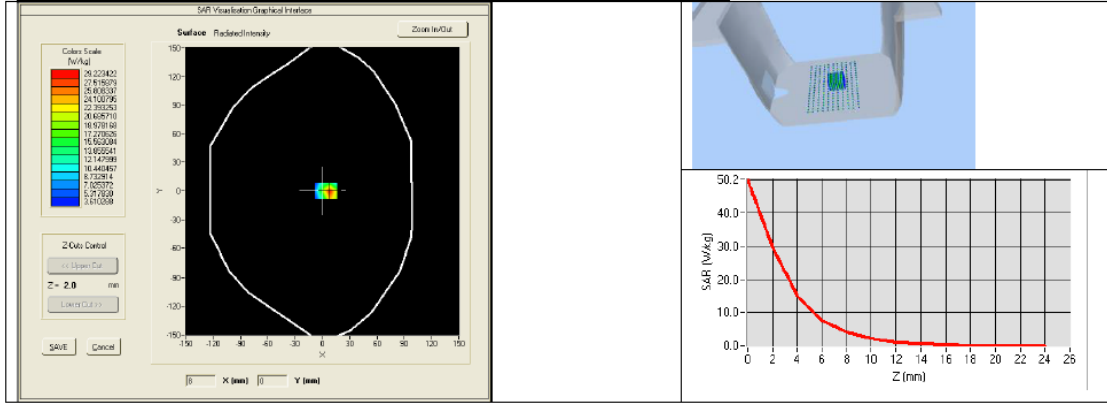 SAR Visualisation Graphical Interface
Surface Radiated Intensity
Zoom In/Out
Colors Scale
(W/kg)
29.223422
27.515879
25.808337
24.100795
22.393253
20.685710
18.978168
17.270626
15.563084
13.855541
12.147999
10.440457
8.732914
7.025372
5.317830
3.610288
150-
120-
90-
60-
30-
0-
-30-
-60-
-90-
-120-
-150-
Y
-150 -120 -90 -60 -30 0 30 60 90 120 150
X
Z-Cuts Control
<< Upper Cut
Z = 2.0 mm
Lower Cut >>
SAVE Cancel
8 X (mm) 0 Y (mm)
50.2-
40.0-
30.0-
20.0-
10.0-
0.0-
SAR (W/kg)
0 2 4 6 8 10 12 14 16 18 20 22 24 26
Z (mm)